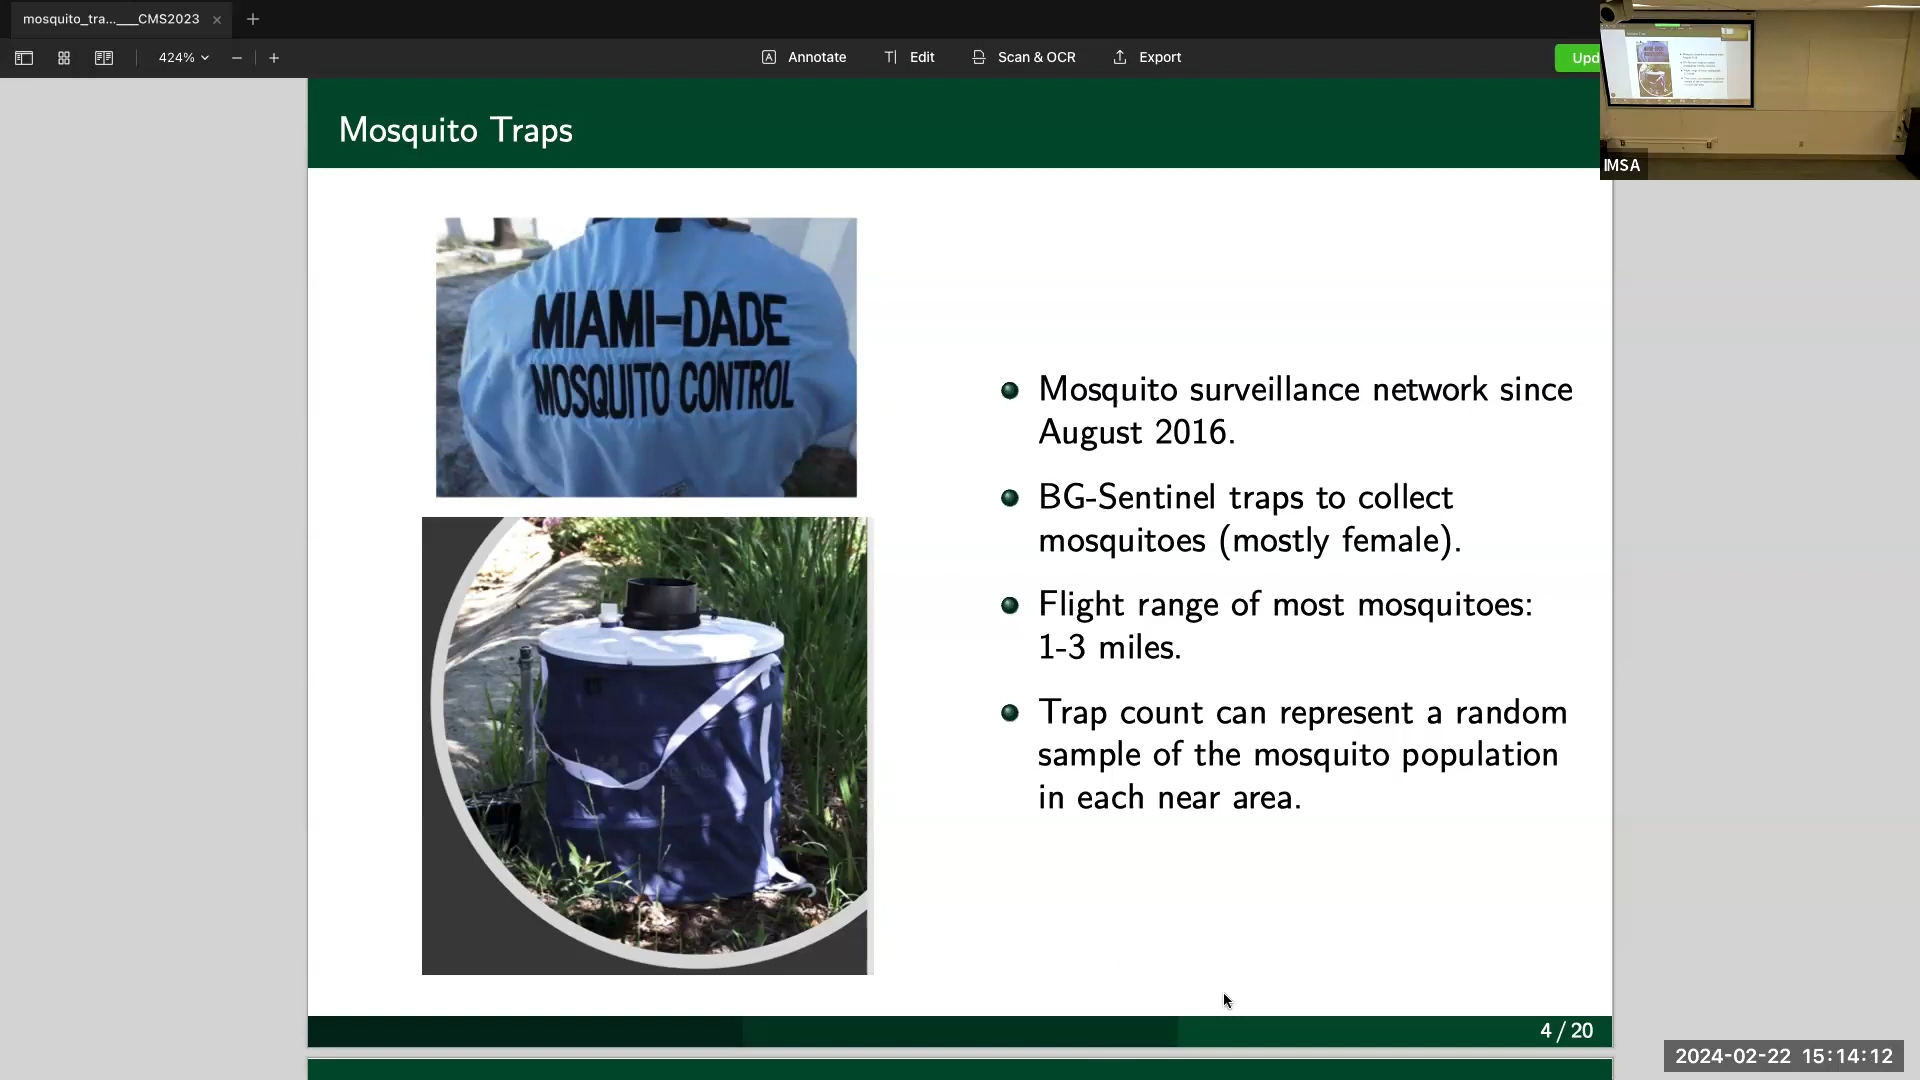 mosquito_tra...___CMS2023
424%
Annotate
Edit
Scan & OCR
Export
Upd
IMSA
Mosquito Traps
MIAMI-DADE
MOSQUITO CONTROL
Mosquito surveillance network since
August 2016.
BG-Sentinel traps to collect
mosquitoes (mostly female).
Flight range of most mosquitoes:
1-3 miles.
Trap count can represent a random
sample of the mosquito population
in each near area.
4 / 20
2024-02-22 15:14:12